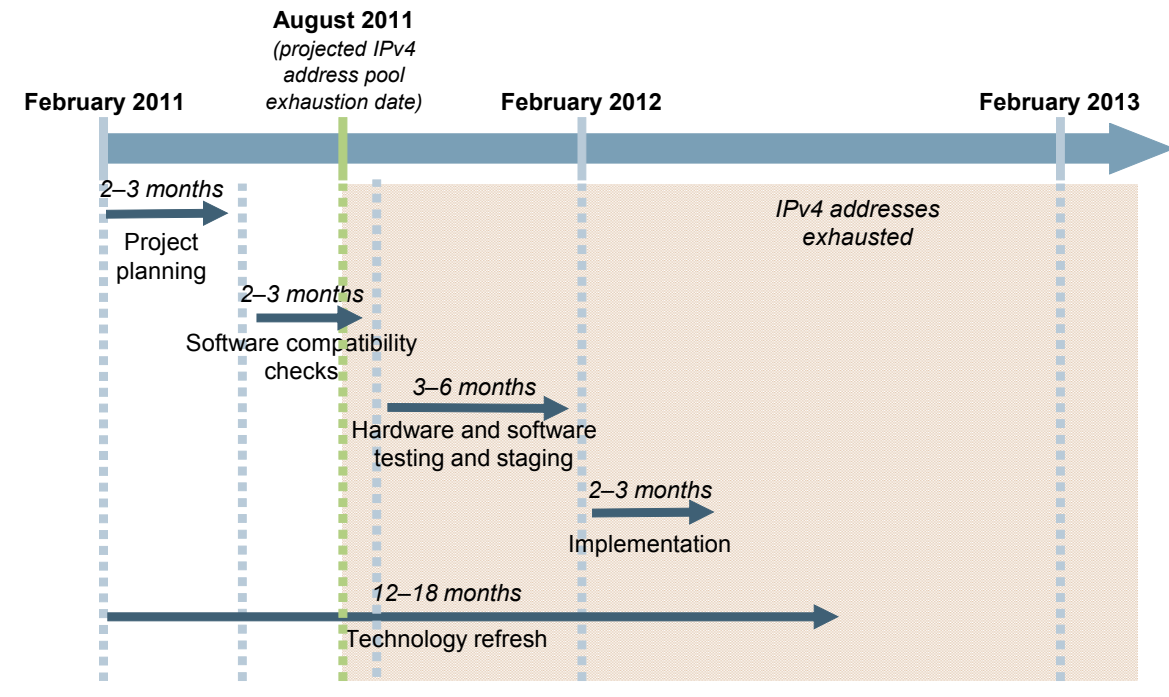 August 2011
(projected IPv4
address pool
exhaustion date)
February 2011
February 2012
February 2013
2–3 months
Project
planning
IPv4 addresses
exhausted
2–3 months
Software compatibility
checks
3–6 months
Hardware and software
testing and staging
2–3 months
Implementation
12–18 months
Technology refresh